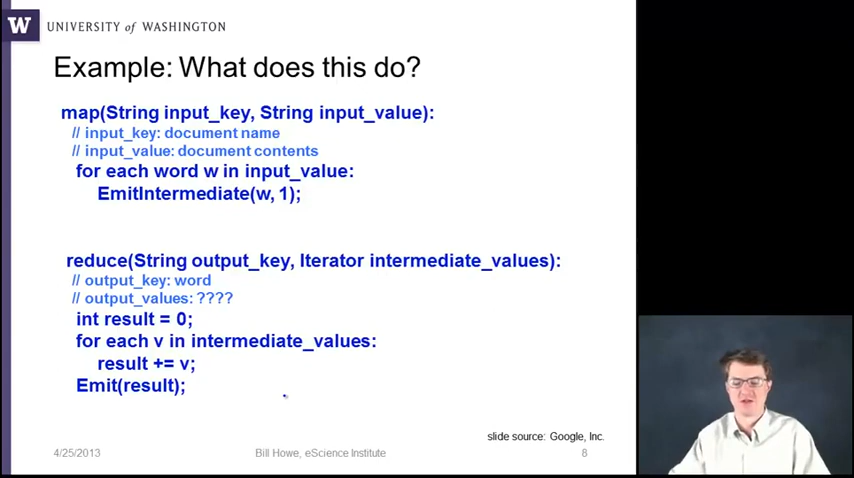 W UNIVERSITY of WASHINGTON
Example: What does this do?
map(String input_key, String input_value):
// input_key: document name
// input_value: document contents
for each word w in input_value:
EmitIntermediate(w, 1);
reduce(String output_key, Iterator intermediate_values):
// output_key: word
// output_values: ????
int result = 0;
for each v in intermediate_values:
result += v;
Emit(result);
slide source: Google, Inc.
4/25/2013 Bill Howe, eScience Institute 8